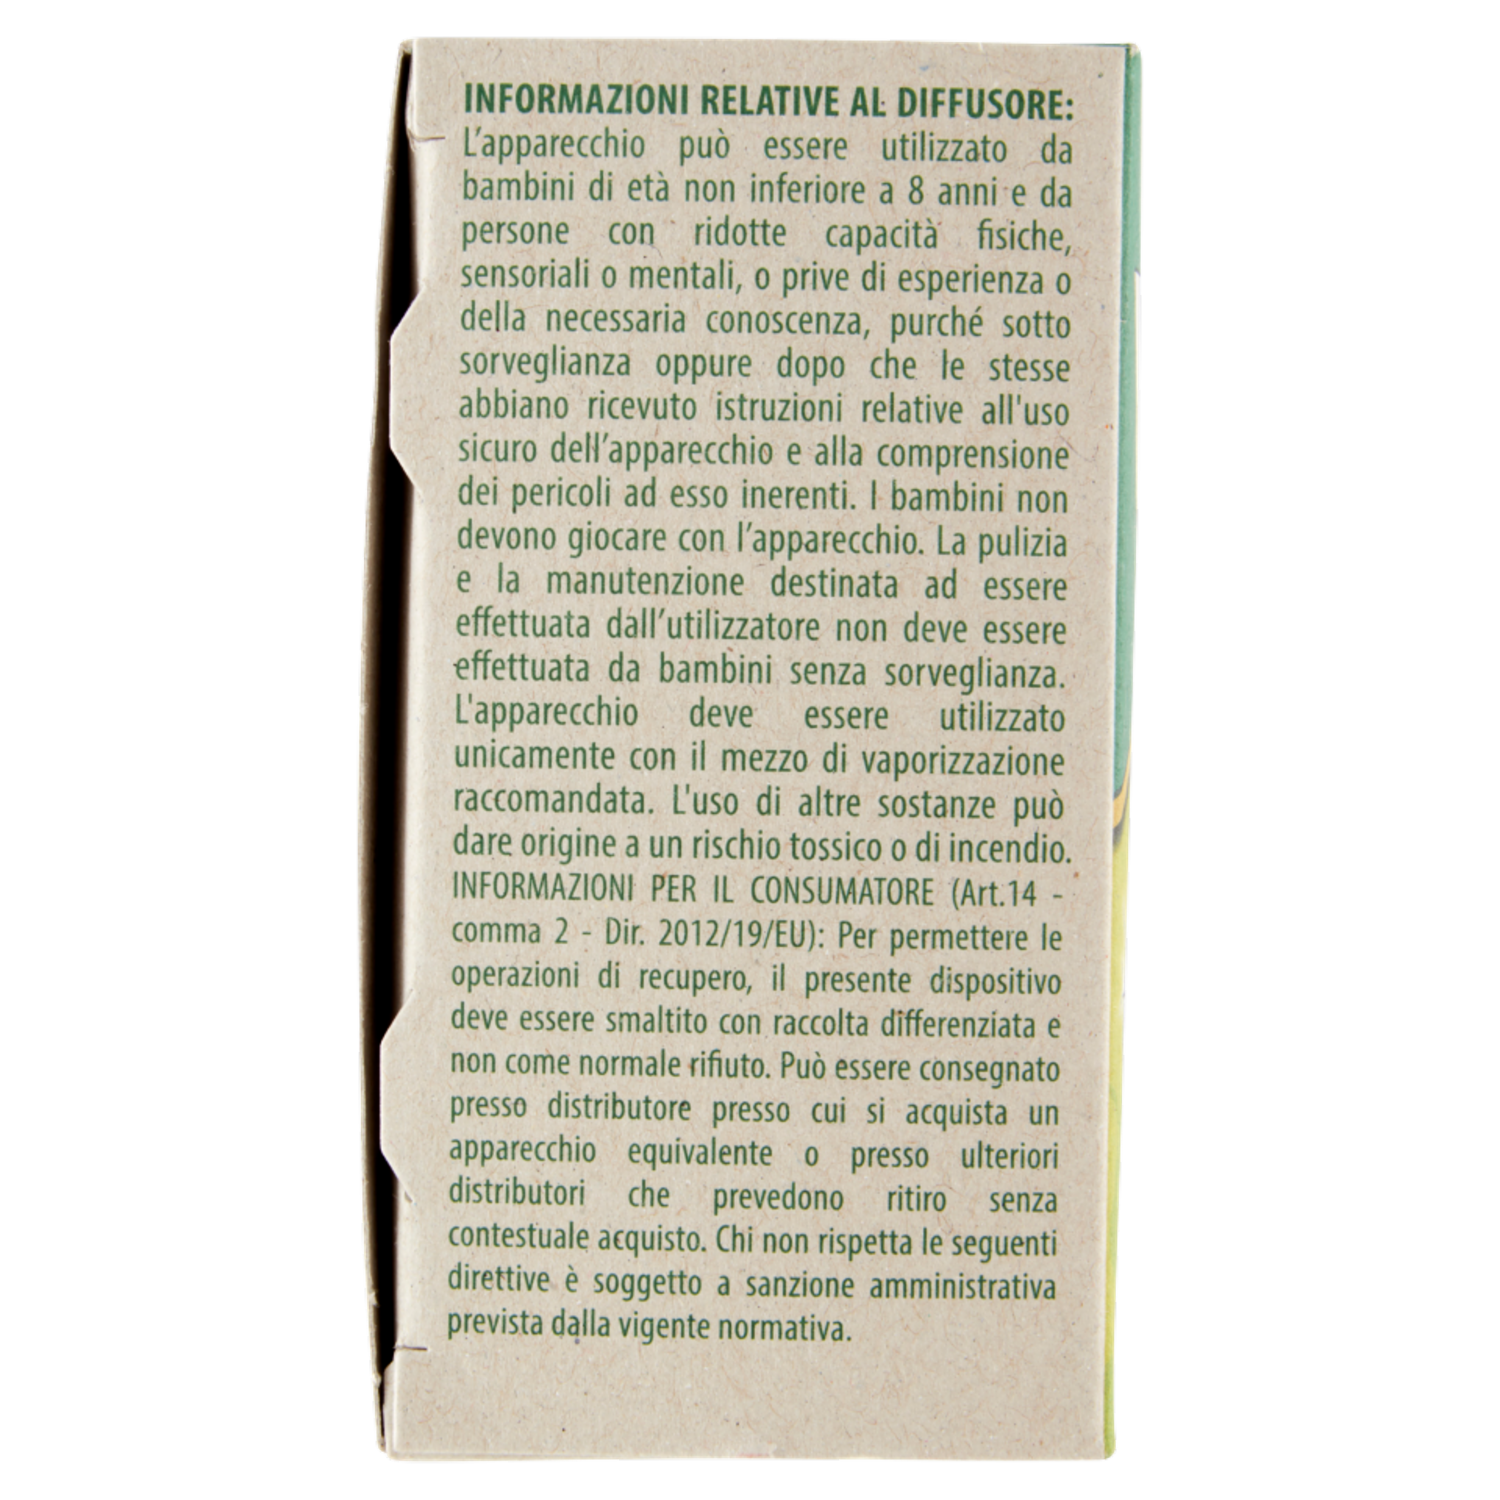 INFORMAZIONI RELATIVE AL DIFFUSORE:
L’apparecchio può essere utilizzato da
bambini di età non inferiore a 8 anni e da
persone con ridotte capacità fisiche,
sensoriali o mentali, o prive di esperienza o
della necessaria conoscenza, purché sotto
sorveglianza oppure dopo che le stesse
abbiano ricevuto istruzioni relative all'uso
sicuro dell’apparecchio e alla comprensione
dei pericoli ad esso inerenti. I bambini non
devono giocare con l’apparecchio. La pulizia
e la manutenzione destinata ad essere
effettuata dall’utilizzatore non deve essere
effettuata da bambini senza sorveglianza.
L'apparecchio deve essere utilizzato
unicamente con il mezzo di vaporizzazione
raccomandata. L'uso di altre sostanze può
dare origine a un rischio tossico o di incendio.
INFORMAZIONI PER IL CONSUMATORE (Art.14 -
comma 2 - Dir. 2012/19/EU): Per permettere le
operazioni di recupero, il presente dispositivo
deve essere smaltito con raccolta differenziata e
non come normale rifiuto. Può essere consegnato
presso distributore presso cui si acquista un
apparecchio equivalente o presso ulteriori
distributori che prevedono ritiro senza
contestuale acquisto. Chi non rispetta le seguenti
direttive è soggetto a sanzione amministrativa
prevista dalla vigente normativa.